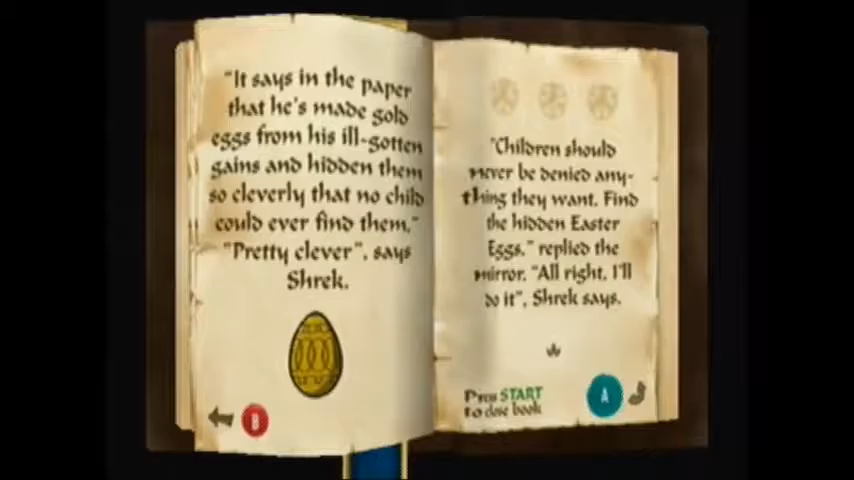 "It says in the paper
that he's made gold
eggs from his ill-gotten
gains and hidden them
so cleverly that no child
could ever find them,"
"Pretty clever", says
Shrek.
B
"Children should
never be denied any-
thing they want. Find
the hidden Easter
Eggs," replied the
mirror. "All right, I'll
do it", Shrek says.
Press START
to close book
A